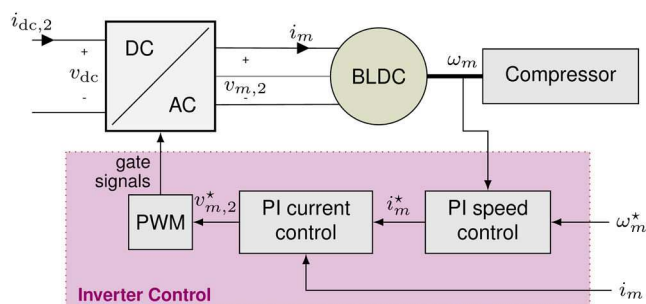 i_dc,2
+
v_dc
-
DC
AC
i_m
+
v_m,2
-
BLDC
ω_m
Compressor
gate
signals
PWM
v*_m,2
PI current
control
i*_m
PI speed
control
ω*_m
i_m
Inverter Control